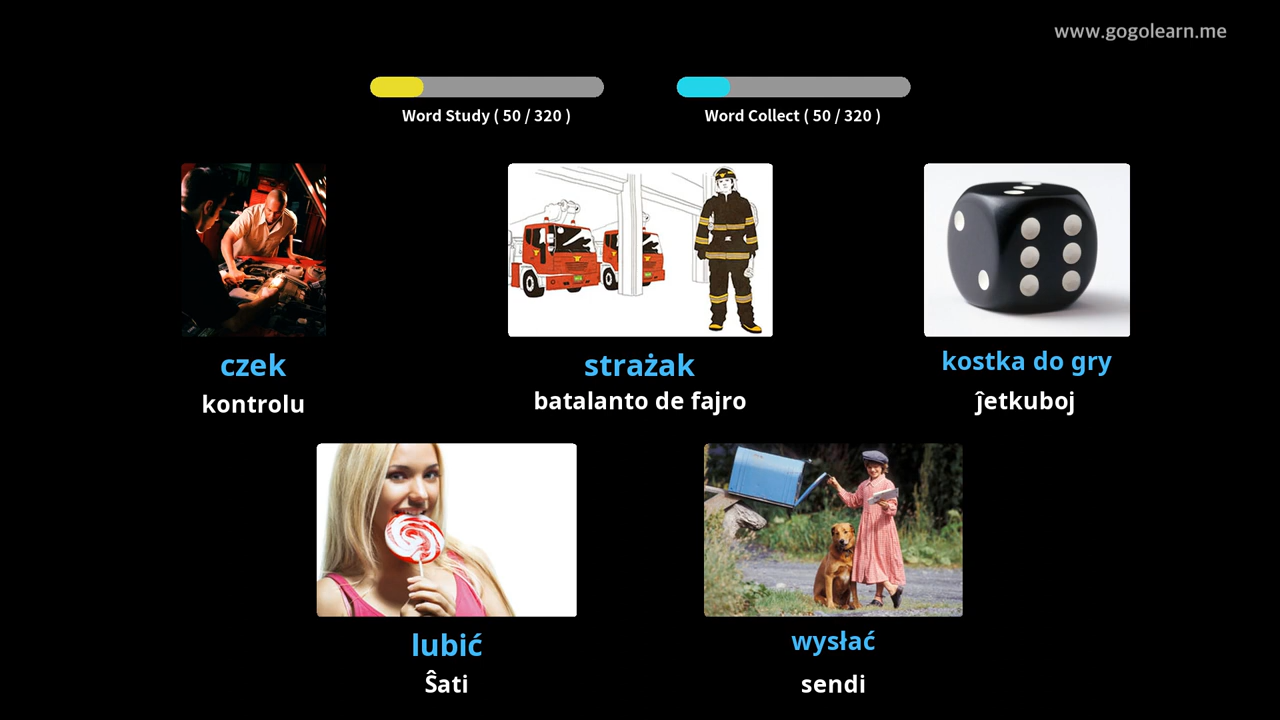 www.gogolearn.me
Word Study ( 50 / 320 )
Word Collect ( 50 / 320 )
czek
kontrolu
strażak
batalanto de fajro
kostka do gry
ĵetkuboj
lubić
Ŝati
wysłać
sendi